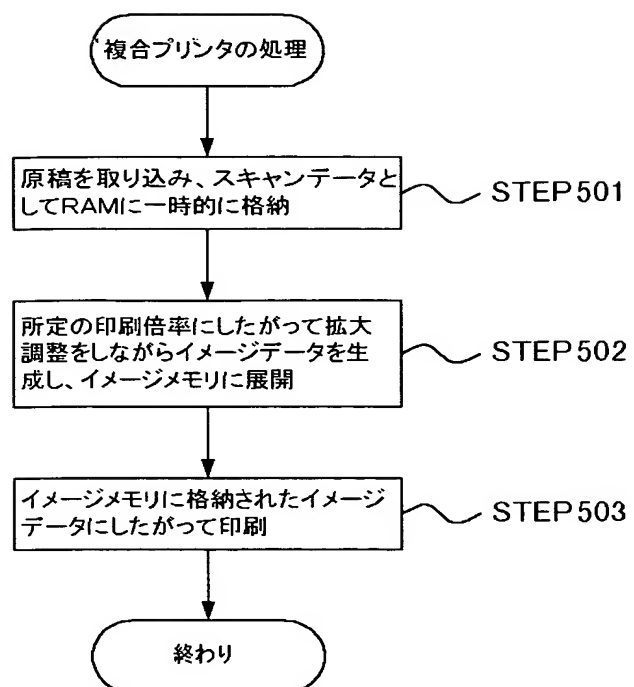 複合プリンタの処理
原稿を取り込み、スキャンデータと
してRAMに一時的に格納
STEP501
所定の印刷倍率にしたがって拡大
調整をしながらイメージデータを生
成し、イメージメモリに展開
STEP502
イメージメモリに格納されたイメージ
データにしたがって印刷
STEP503
終わり